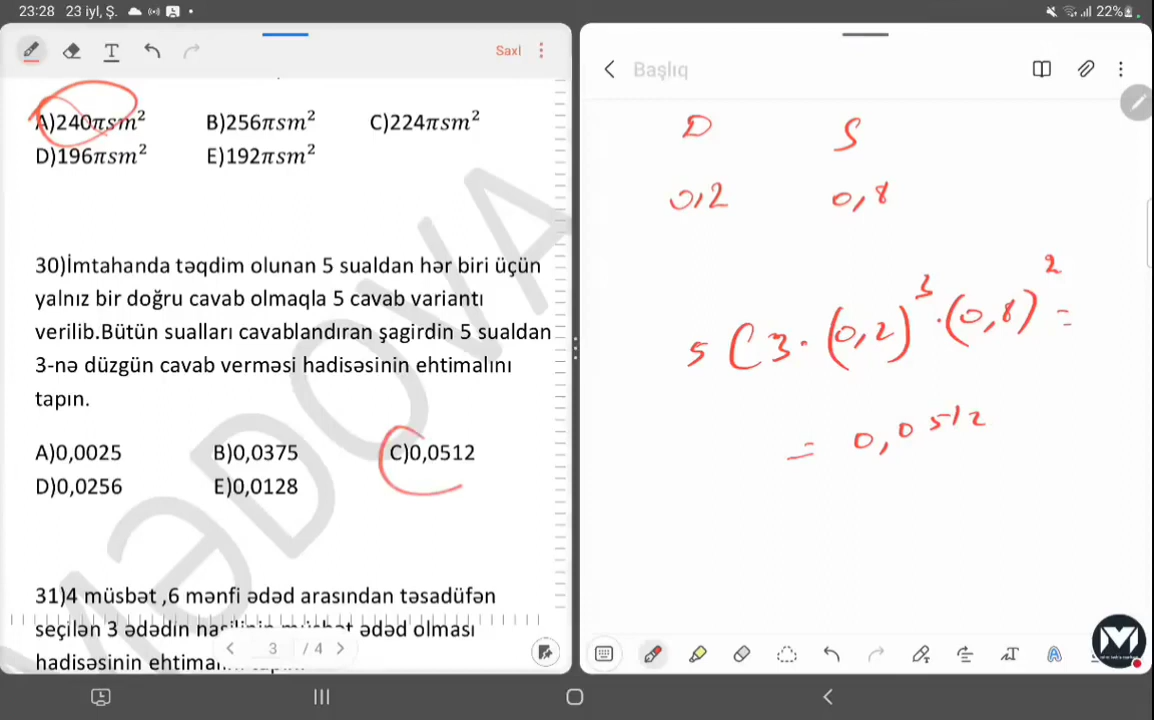 23:28 23 iyl, Ş.
22%
Saxl
A)240πsm² B)256πsm² C)224πsm²
D)196πsm² E)192πsm²
30)İmtahanda təqdim olunan 5 sualdan hər biri üçün
yalnız bir doğru cavab olmaqla 5 cavab variantı
verilib.Bütün sualları cavablandıran şagirdin 5 sualdan
3-nə düzgün cavab verməsi hadisəsinin ehtimalını
tapın.
A)0,0025 B)0,0375 C)0,0512
D)0,0256 E)0,0128
31)4 müsbət ,6 mənfi ədəd arasından təsadüfən
seçilən 3 ədədin ədəd olması
hadisəsinin
3 / 4
MƏDOVA
Başlıq
D S
0,2 0,8
5C3·(0,2)³·(0,8)²=
= 0,0512